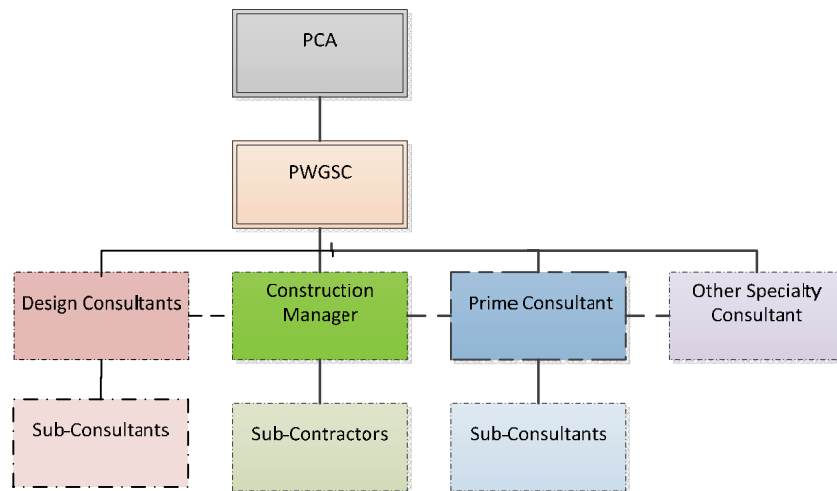 PCA
PWGSC
Design Consultants
Construction
Manager
Prime Consultant
Other Specialty
Consultant
Sub-Consultants
Sub-Contractors
Sub-Consultants